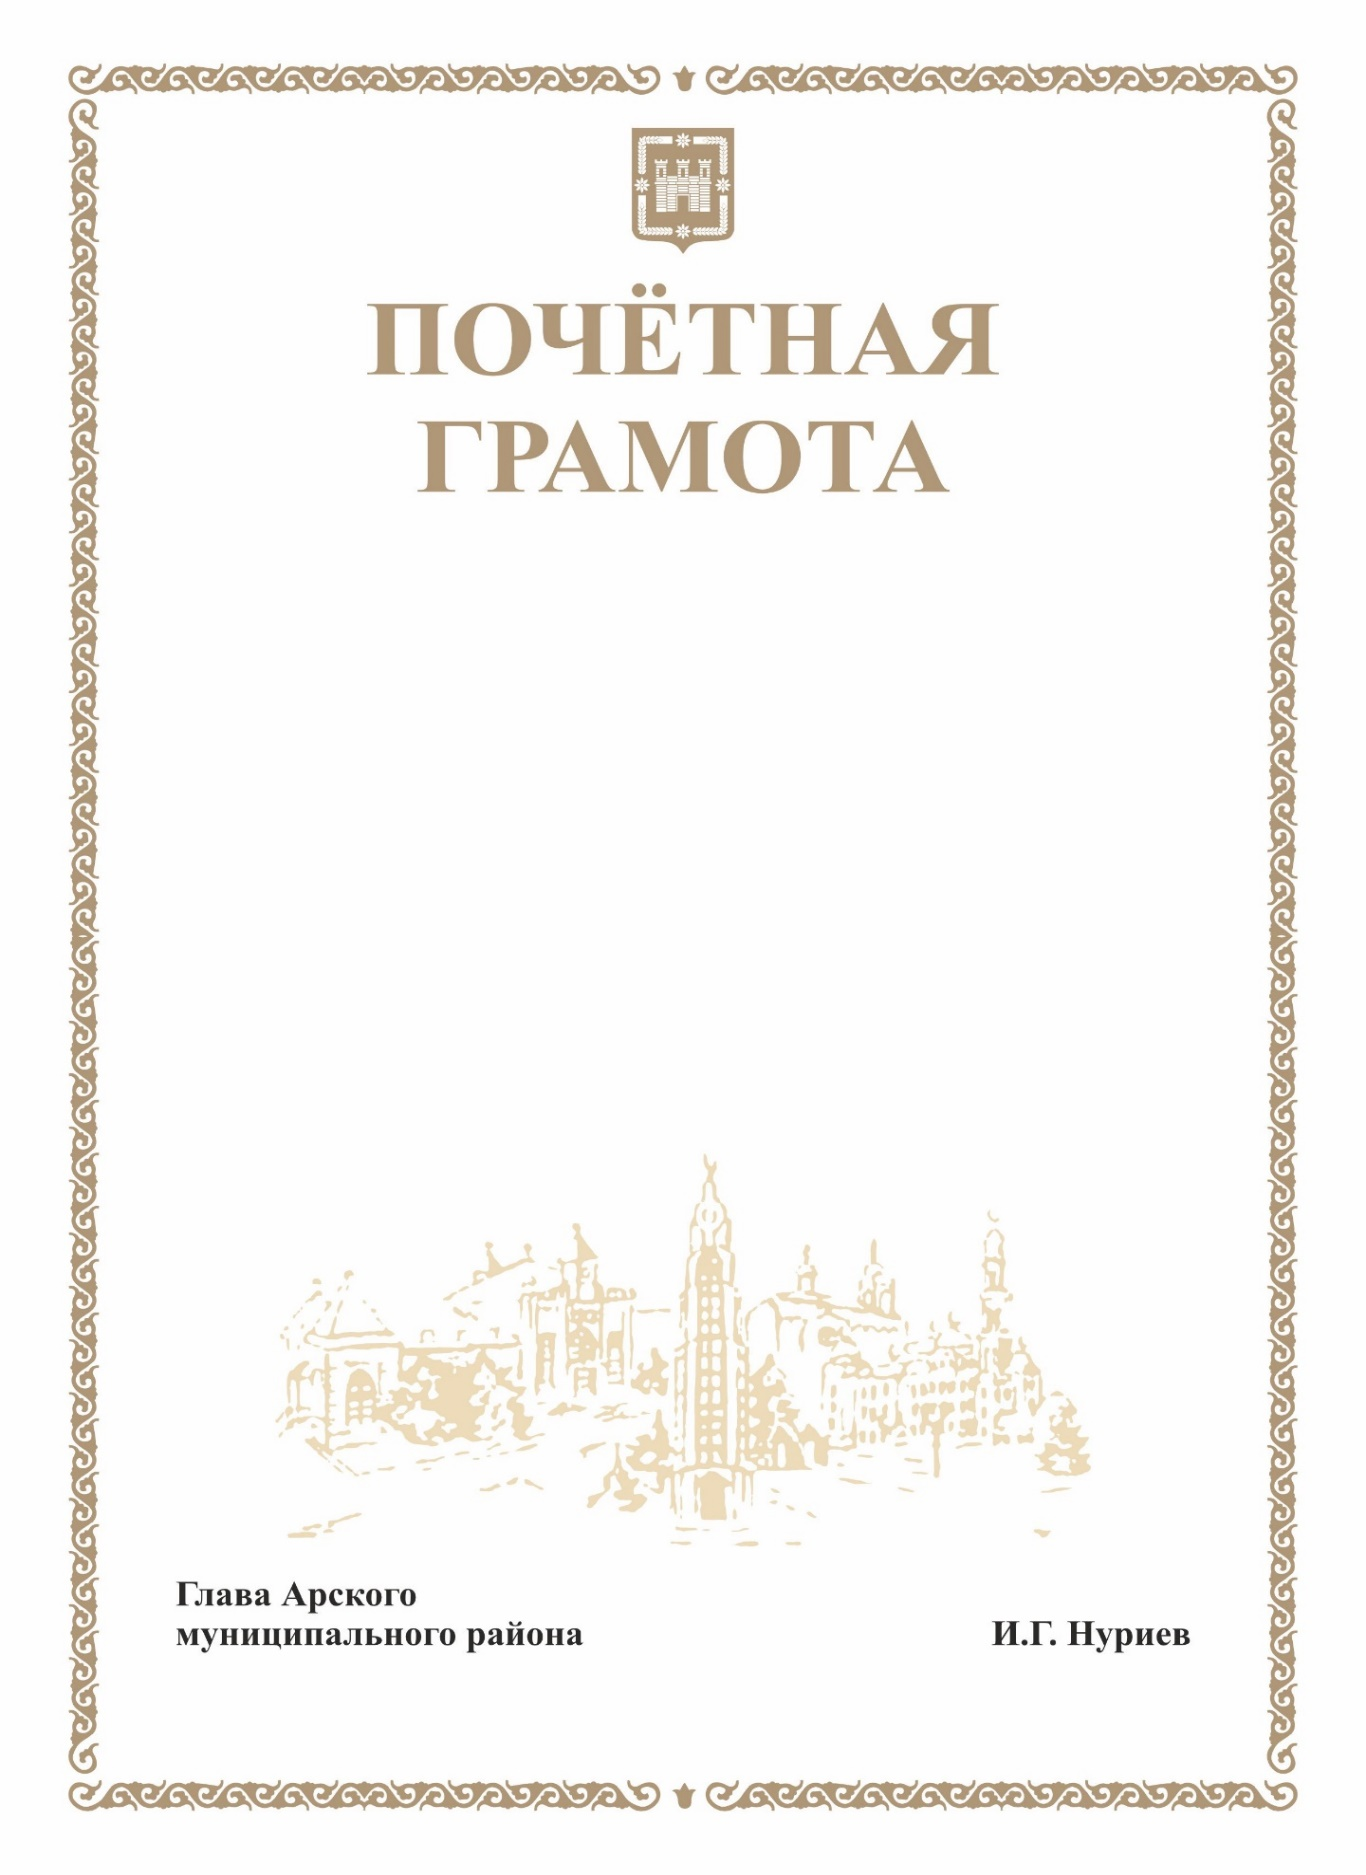 ПОЧЁТНАЯ
ГРАМОТА
Глава Арского
муниципального района
И.Г. Нуриев